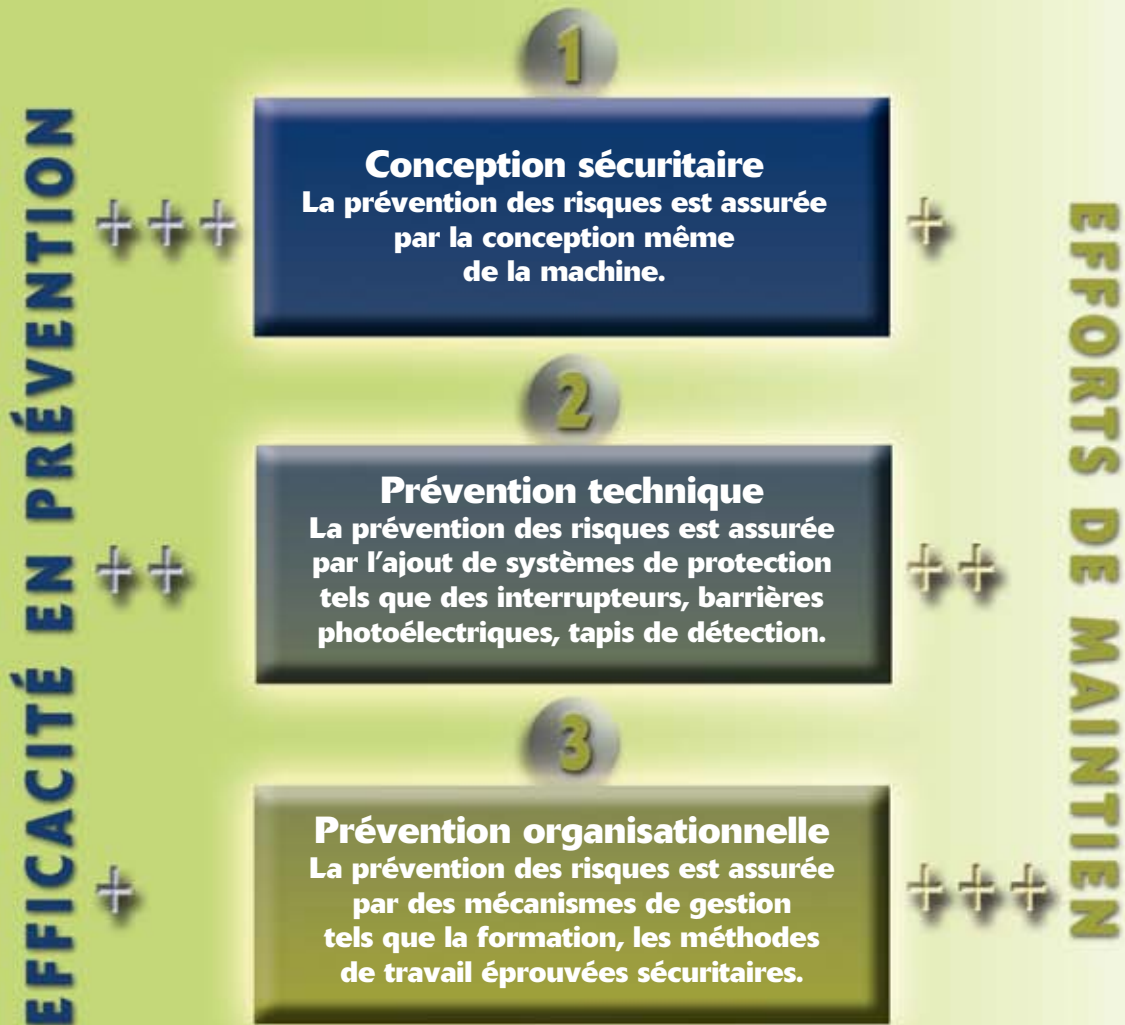 EFFICACITÉ EN PRÉVENTION
1
+++
Conception sécuritaire
La prévention des risques est assurée
par la conception même
de la machine.
+
2
++
Prévention technique
La prévention des risques est assurée
par l’ajout de systèmes de protection
tels que des interrupteurs, barrières
photoélectriques, tapis de détection.
++
3
+
Prévention organisationnelle
La prévention des risques est assurée
par des mécanismes de gestion
tels que la formation, les méthodes
de travail éprouvées sécuritaires.
+++
EFFORTS DE MAINTIEN